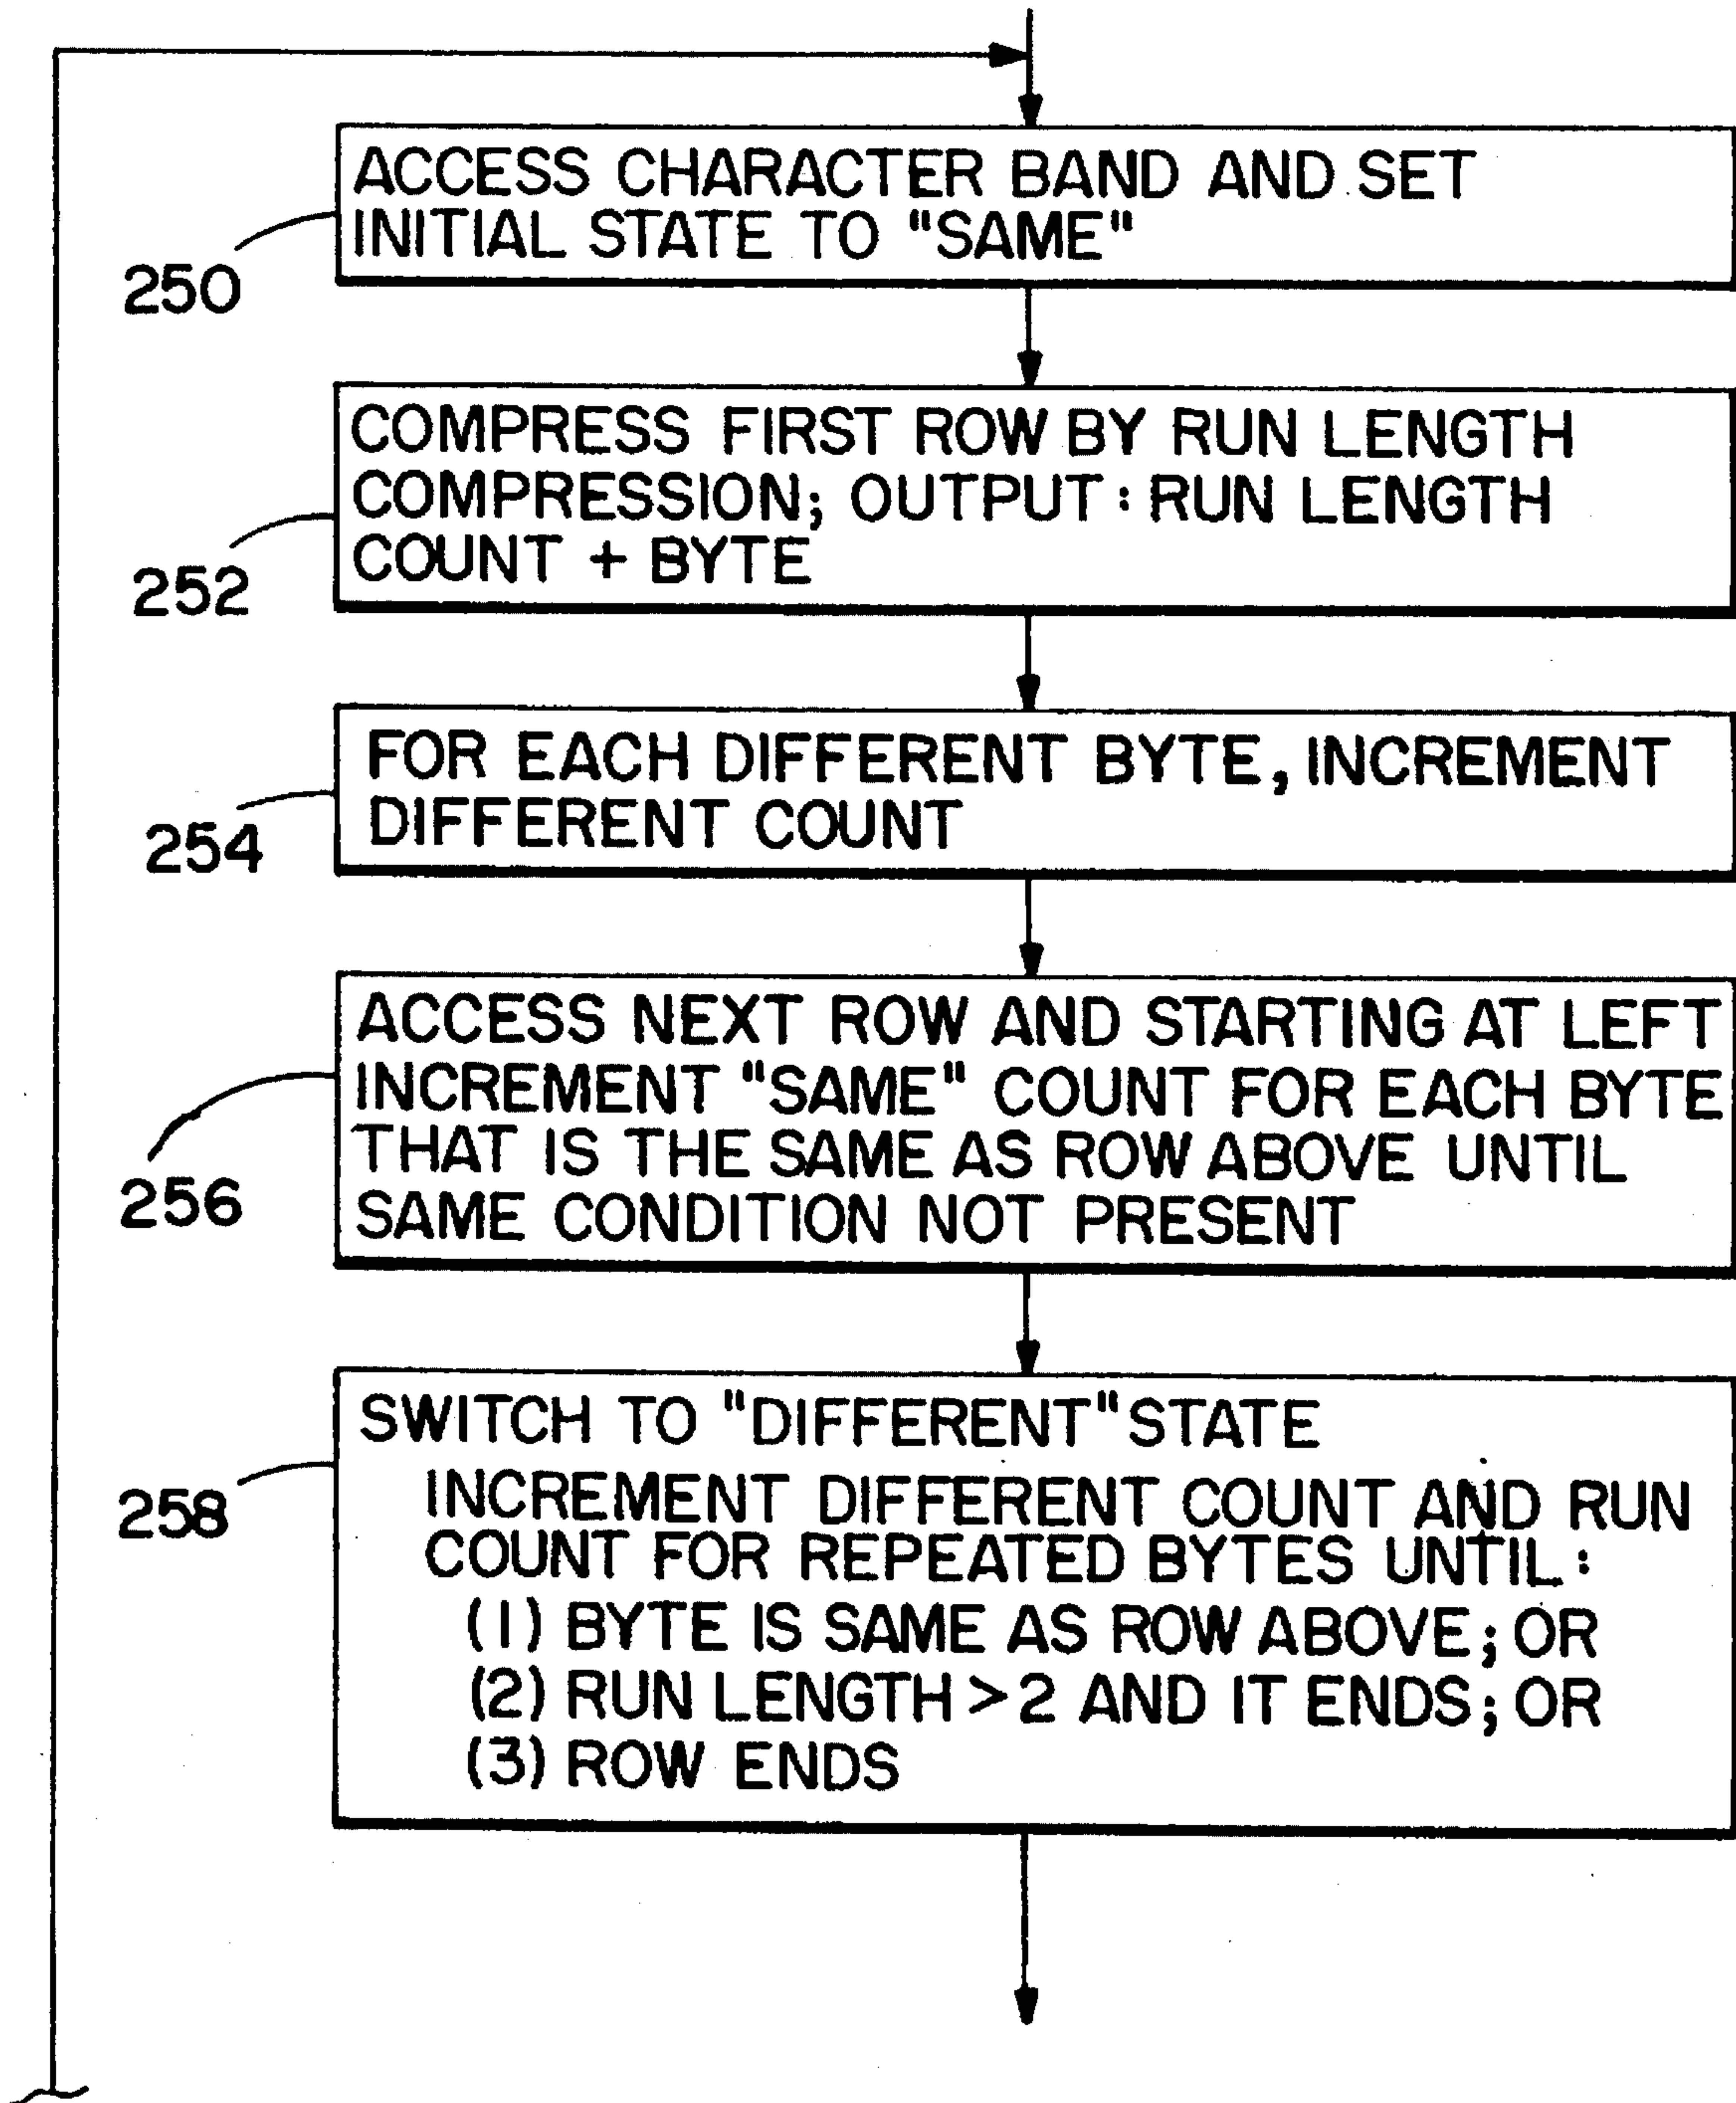 ACCESS CHARACTER BAND AND SET
INITIAL STATE TO "SAME"
250
COMPRESS FIRST ROW BY RUN LENGTH
COMPRESSION; OUTPUT: RUN LENGTH
COUNT + BYTE
252
FOR EACH DIFFERENT BYTE, INCREMENT
DIFFERENT COUNT
254
ACCESS NEXT ROW AND STARTING AT LEFT
INCREMENT "SAME" COUNT FOR EACH BYTE
THAT IS THE SAME AS ROW ABOVE UNTIL
SAME CONDITION NOT PRESENT
256
SWITCH TO "DIFFERENT" STATE
INCREMENT DIFFERENT COUNT AND RUN
COUNT FOR REPEATED BYTES UNTIL:
(1) BYTE IS SAME AS ROW ABOVE; OR
(2) RUN LENGTH > 2 AND IT ENDS; OR
(3) ROW ENDS
258